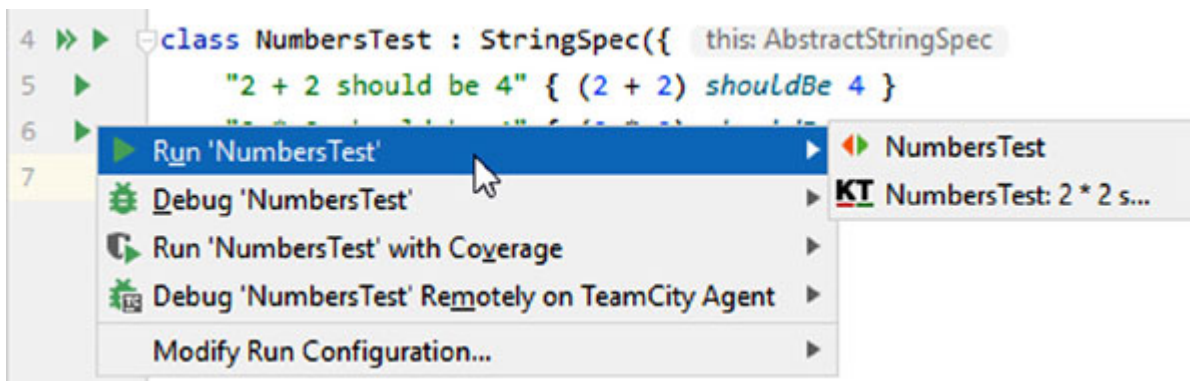 4 class NumbersTest : StringSpec({ this: AbstractStringSpec
5 "2 + 2 should be 4" { (2 + 2) shouldBe 4 }
6
7
Run 'NumbersTest'
Debug 'NumbersTest'
Run 'NumbersTest' with Coverage
Debug 'NumbersTest' Remotely on TeamCity Agent
Modify Run Configuration...
NumbersTest
KT NumbersTest: 2 * 2 s...